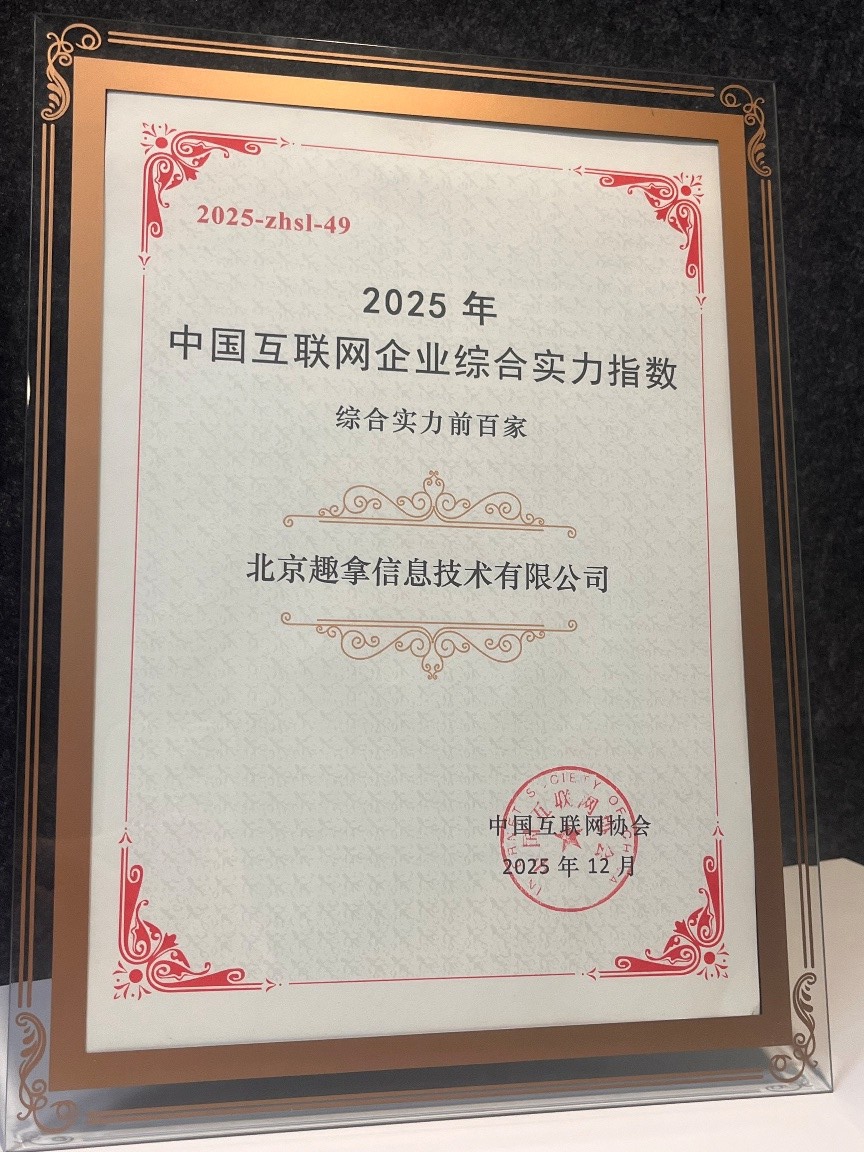 2025-zhsl-49
2025 年
中国互联网企业综合实力指数
综合实力前百家
北京趣拿信息技术有限公司
中国互联网协会
2025 年 12 月